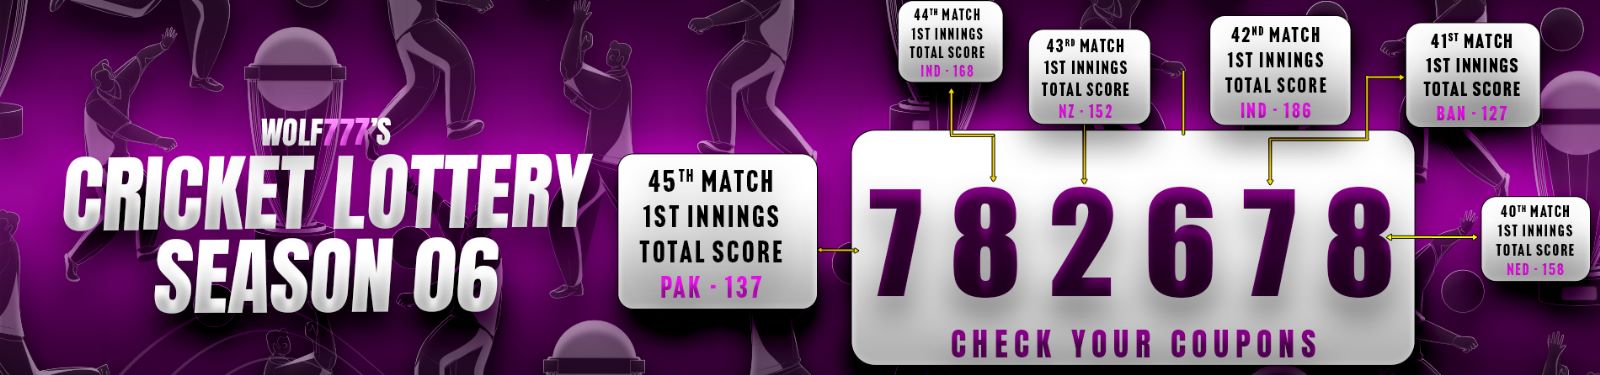 WOLF777'S
CRICKET LOTTERY
SEASON 06
45TH MATCH
1ST INNINGS
TOTAL SCORE
PAK - 137
44TH MATCH
1ST INNINGS
TOTAL SCORE
IND - 168
43RD MATCH
1ST INNINGS
TOTAL SCORE
NZ - 152
42ND MATCH
1ST INNINGS
TOTAL SCORE
IND - 186
41ST MATCH
1ST INNINGS
TOTAL SCORE
BAN - 127
40TH MATCH
1ST INNINGS
TOTAL SCORE
NED - 158
782678
CHECK YOUR COUPONS